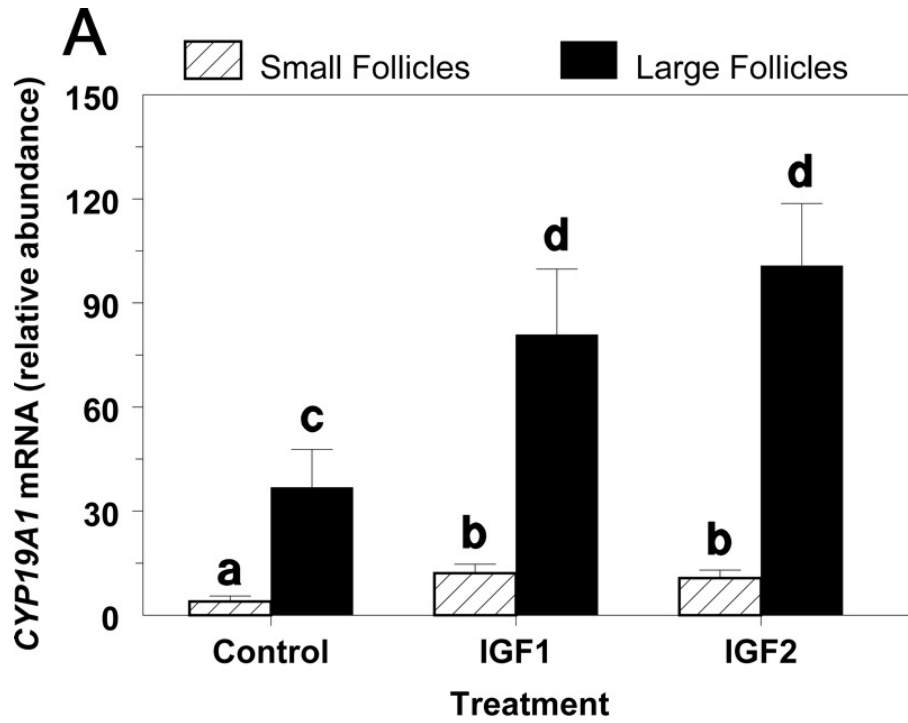 A
Small Follicles Large Follicles
CYP19A1 mRNA (relative abundance)
150
120
90
60
30
0
a
c
b
d
b
d
Control IGF1 IGF2
Treatment